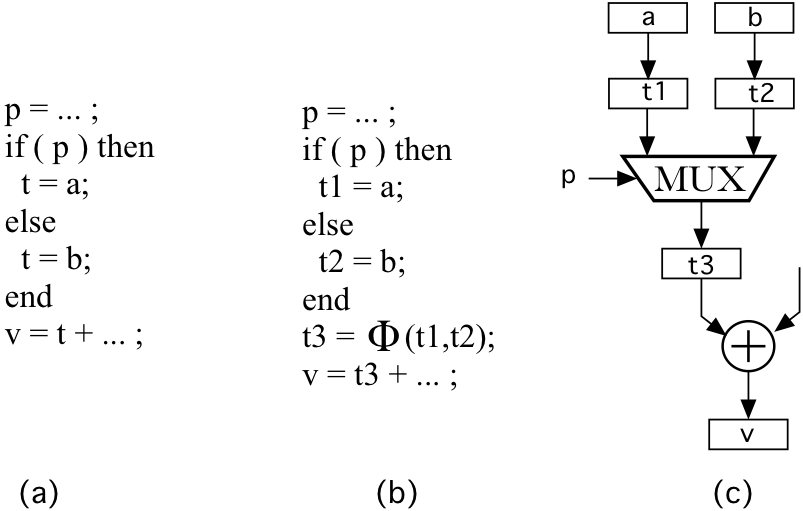 p = ... ;
if ( p ) then
t = a;
else
t = b;
end
v = t + ... ;
(a)
p = ... ;
if ( p ) then
t1 = a;
else
t2 = b;
end
t3 = Φ(t1,t2);
v = t3 + ... ;
(b)
a b
t1 t2
p MUX
t3
+
v
(c)